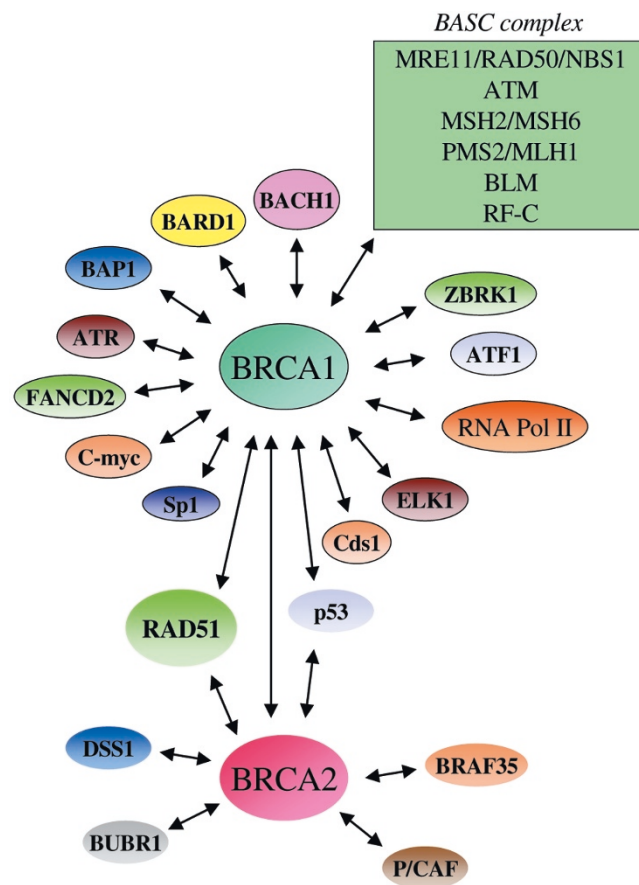 BASC complex
MRE11/RAD50/NBS1
ATM
MSH2/MSH6
PMS2/MLH1
BLM
RF-C
BACH1
BARD1
BAP1
ZBRK1
ATR
ATF1
BRCA1
FANCD2
RNA Pol II
C-myc
Sp1
ELK1
Cds1
RAD51
p53
DSS1
BRCA2
BRAF35
BUBR1
P/CAF